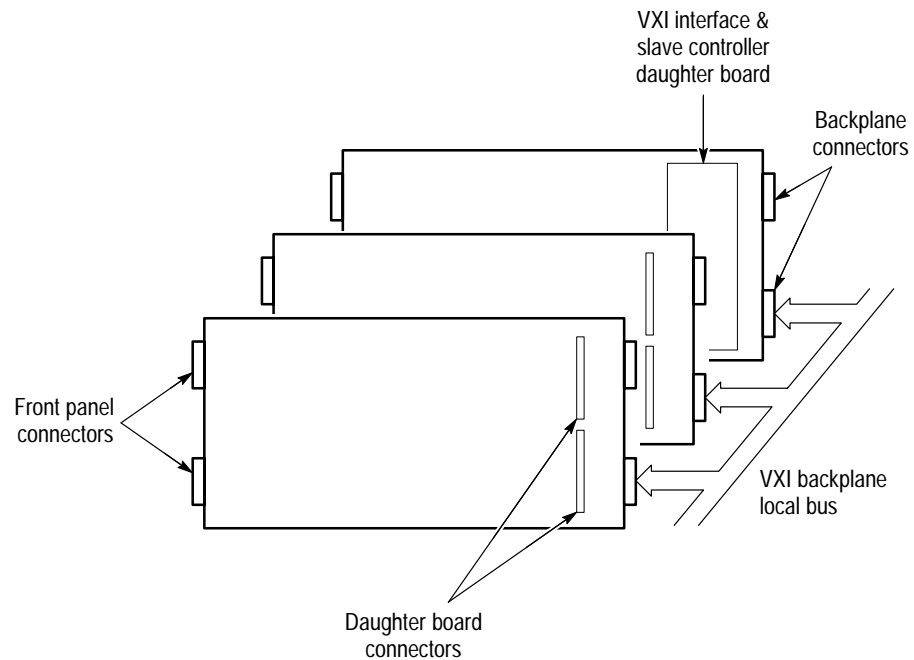 VXI interface &
slave controller
daughter board
Backplane
connectors
Front panel
connectors
VXI backplane
local bus
Daughter board
connectors